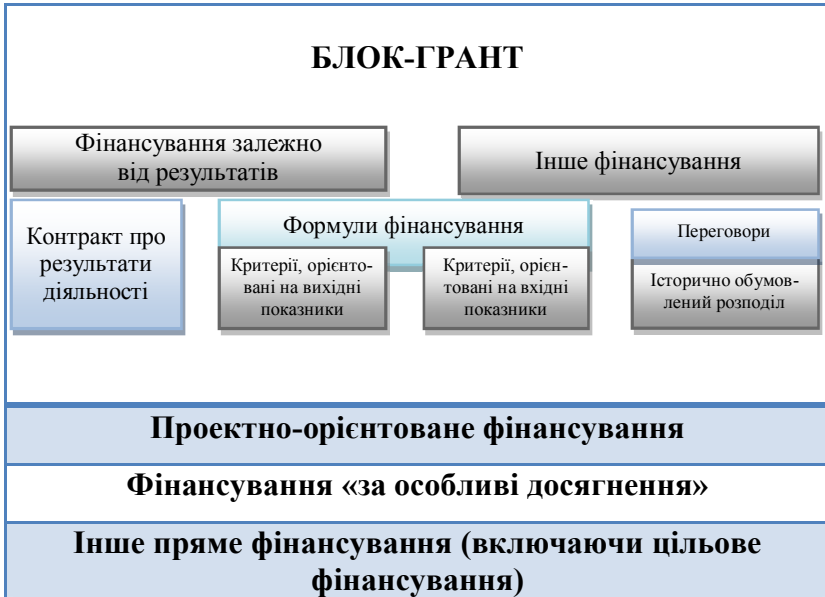 БЛОК-ГРАНТ
Фінансування залежно
від результатів
Інше фінансування
Контракт про
результати
діяльності
Формули фінансування
Критерії, орієнто-
вані на вихідні
показники
Критерії, орієн-
товані на вхідні
показники
Переговори
Історично обумов-
лений розподіл
Проектно-орієнтоване фінансування
Фінансування «за особливі досягнення»
Інше пряме фінансування (включаючи цільове
фінансування)